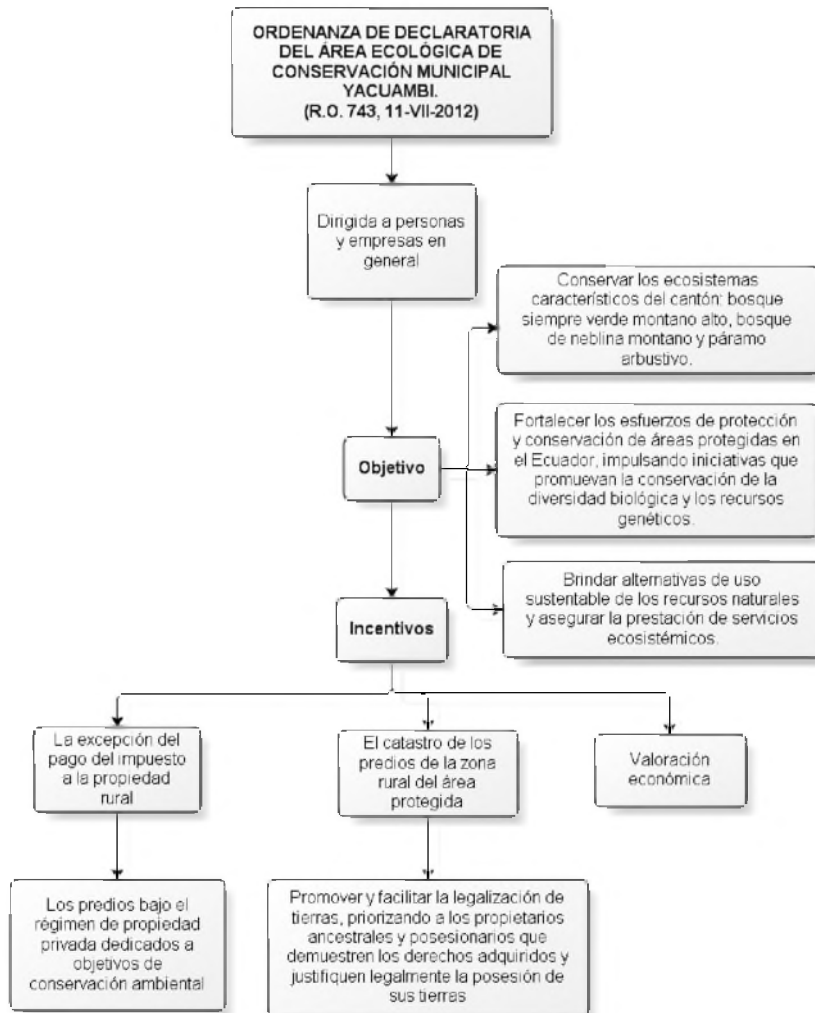 ORDENANZA DE DECLARATORIA
DEL ÁREA ECOLÓGICA DE
CONSERVACIÓN MUNICIPAL
YACUAMBI.
(R.O. 743, 11-VII-2012)
Dirigida a personas
y empresas en
general
Objetivo
Conservar los ecosistemas
característicos del cantón: bosque
siempre verde montano alto, bosque
de neblina montano y páramo
arbustivo.
Fortalecer los esfuerzos de protección
y conservación de áreas protegidas en
el Ecuador, impulsando iniciativas que
promuevan la conservación de la
diversidad biológica y los recursos
genéticos.
Brindar alternativas de uso
sustentable de los recursos naturales
y asegurar la prestación de servicios
ecosistémicos.
Incentivos
La excepción del
pago del impuesto
a la propiedad
rural
El catastro de los
predios de la zona
rural del área
protegida
Valoración
económica
Los predios bajo el
régimen de propiedad
privada dedicados a
objetivos de
conservación ambiental
Promover y facilitar la legalización de
tierras, priorizando a los propietarios
ancestrales y posesionarios que
demuestren los derechos adquiridos y
justifiquen legalmente la posesión de
sus tierras